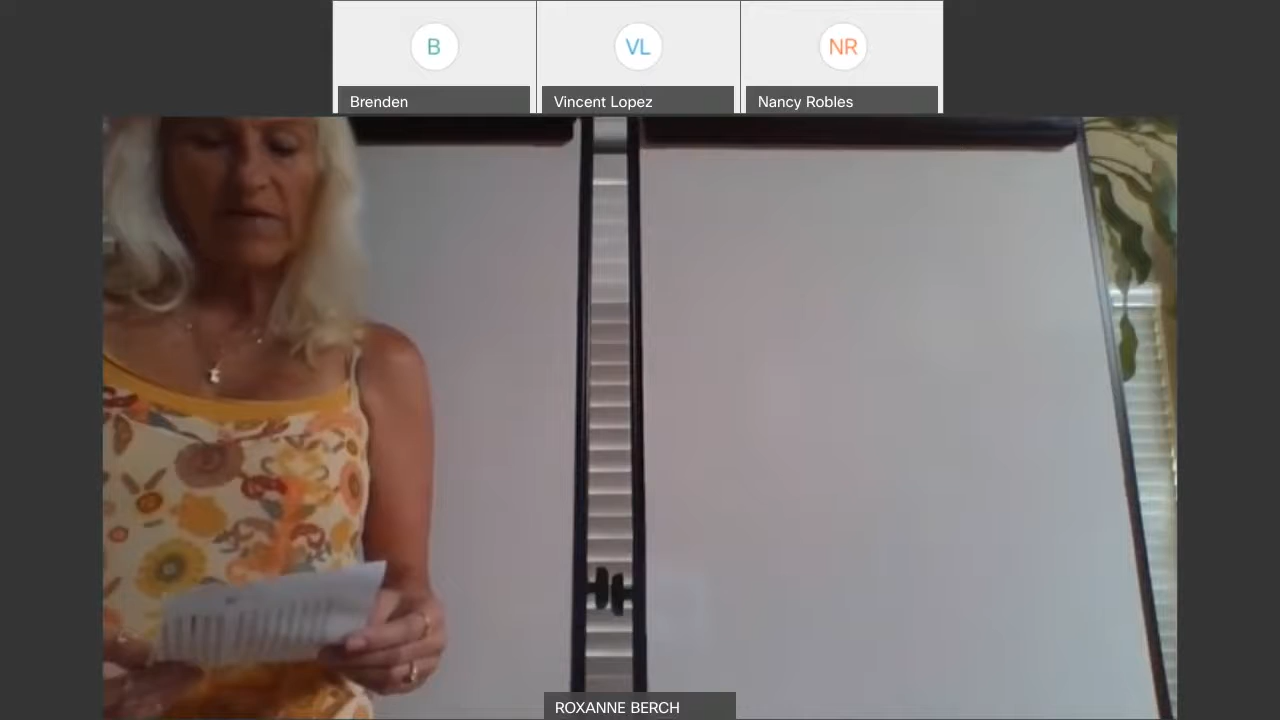 B
VL
NR
Brenden
Vincent Lopez
Nancy Robles
ROXANNE BERCH